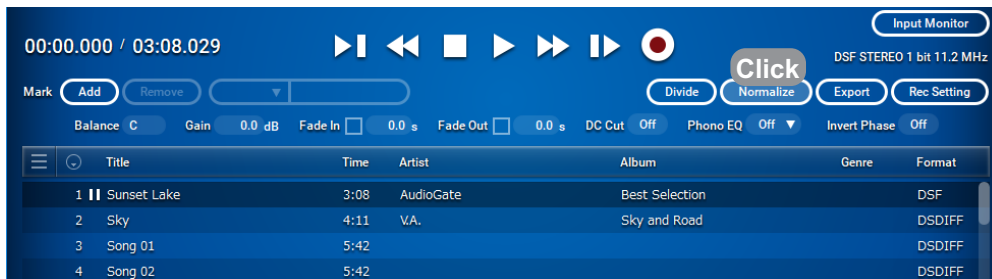 Input Monitor
00:00.000 / 03:08.029
DSF STEREO 1 bit 11.2 MHz
Click
Mark Add Remove Divide Normalize Export Rec Setting
Balance C Gain 0.0 dB Fade In 0.0 s Fade Out 0.0 s DC Cut Off Phono EQ Off Invert Phase Off
Title Time Artist Album Genre Format
1 Sunset Lake 3:08 AudioGate Best Selection DSF
2 Sky 4:11 V.A. Sky and Road DSDIFF
3 Song 01 5:42 DSDIFF
4 Song 02 5:42 DSDIFF